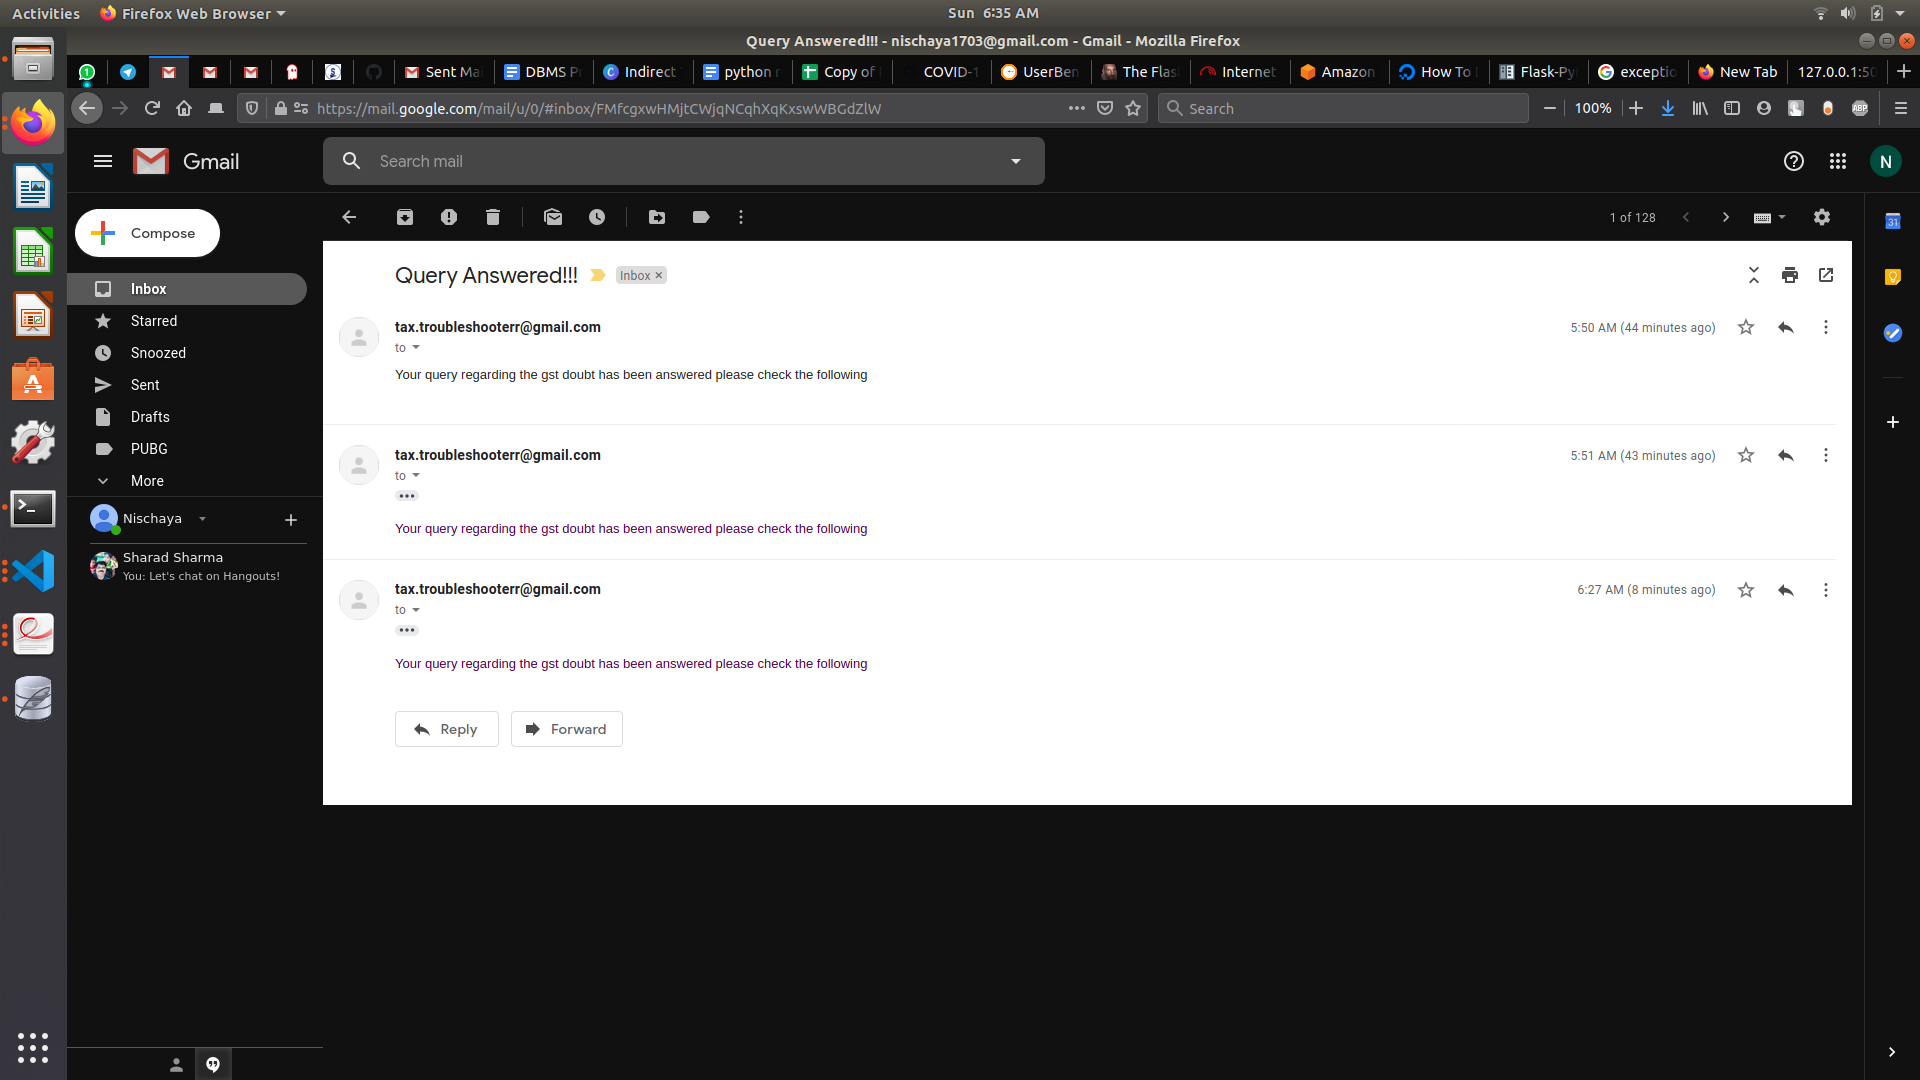 Activities
Firefox Web Browser
Sun 6:35 AM
Query Answered!!! - nischaya1703@gmail.com - Gmail - Mozilla Firefox
1
Sent Mai
DBMS Pr
Indirect
python r
Copy of
COVID-1
UserBen
The Flas
Internet
Amazon
How To
Flask-Py
exceptio
New Tab
127.0.0.1:50
https://mail.google.com/mail/u/0/#inbox/FMfcgxwHMjtCWjqNCqhXqKxswWBGdZlW
Search
100%
ABP
Gmail
Search mail
N
Compose
1 of 128
31
Inbox
Starred
Snoozed
Sent
Drafts
PUBG
More
Nischaya
Sharad Sharma
You: Let's chat on Hangouts!
Query Answered!!!
Inbox
tax.troubleshooterr@gmail.com
5:50 AM (44 minutes ago)
to
Your query regarding the gst doubt has been answered please check the following
tax.troubleshooterr@gmail.com
5:51 AM (43 minutes ago)
to
Your query regarding the gst doubt has been answered please check the following
tax.troubleshooterr@gmail.com
6:27 AM (8 minutes ago)
to
Your query regarding the gst doubt has been answered please check the following
Reply
Forward